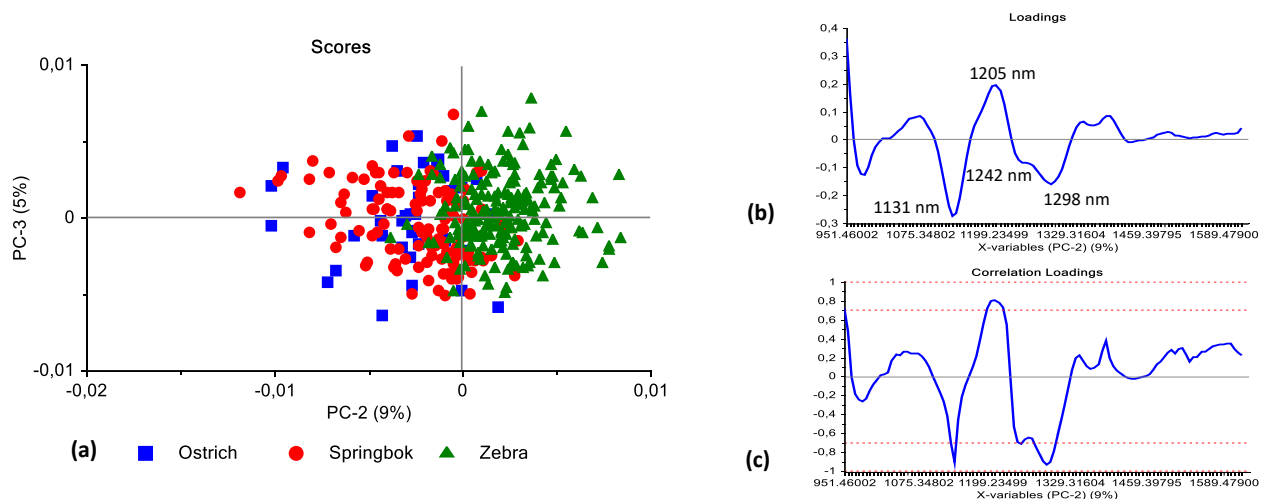 Scores
0,01
0
-0,01
-0,02
-0,01
0
0,01
PC-3 (5%)
PC-2 (9%)
(a)
Ostrich
Springbok
Zebra
Loadings
0,4
0,3
0,2
0,1
0
-0,1
-0,2
-0,3
1205 nm
1242 nm
1131 nm
1298 nm
951.46002 1075.34802 1199.23499 1329.31604 1459.39795 1589.47900
X-variables (PC-2) (9%)
(b)
Correlation Loadings
1
0,8
0,6
0,4
0,2
0
-0,2
-0,4
-0,6
-0,8
-1
951.46002 1075.34802 1199.23499 1329.31604 1459.39795 1589.47900
X-variables (PC-2) (9%)
(c)